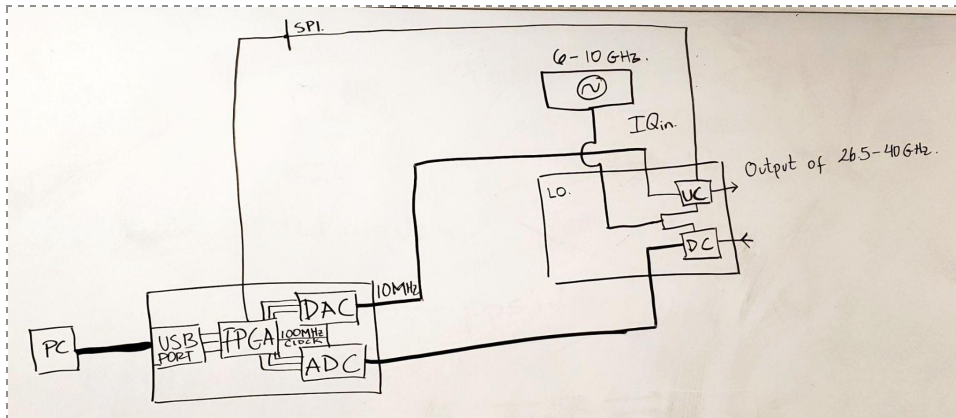 SPI.
6-10 GHz.
IQin.
Output of 26.5-40GHz.
LO.
UC
DC
10MHz
DAC
PC
USB
PORT
FPGA
100MHz
CLOCK
ADC